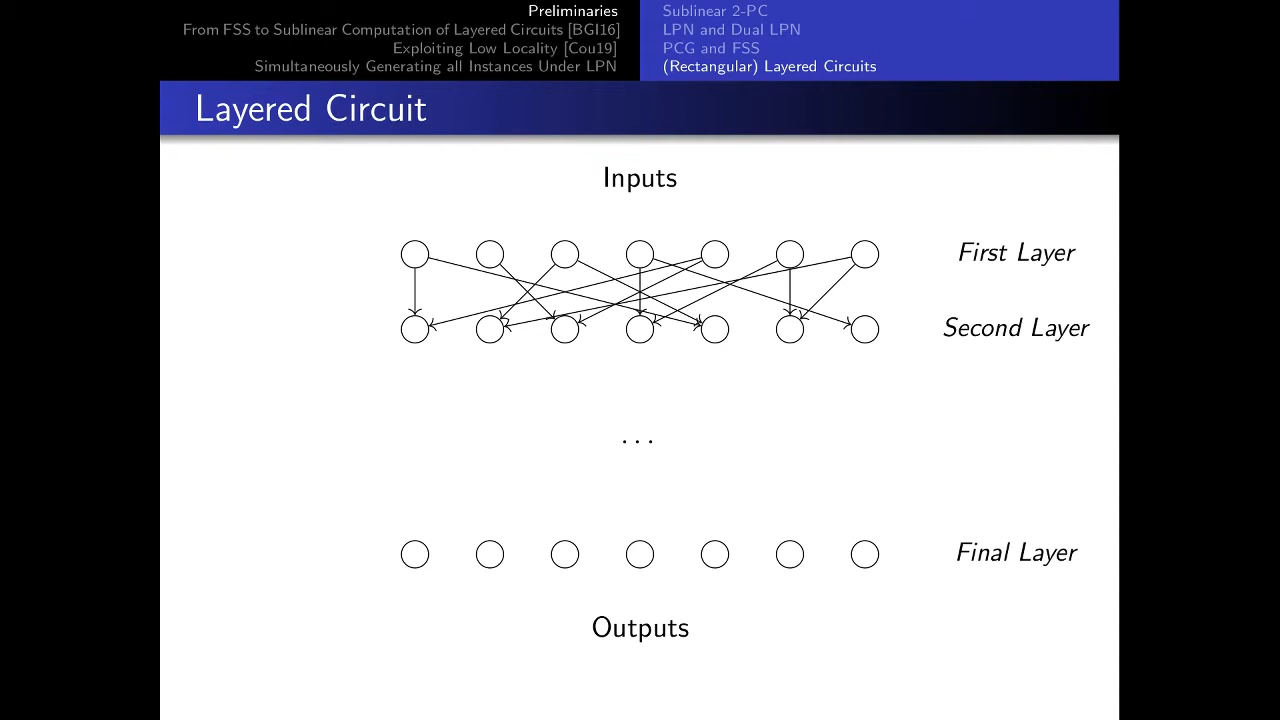 Preliminaries
From FSS to Sublinear Computation of Layered Circuits [BGI16]
Exploiting Low Locality [Cou19]
Simultaneously Generating all Instances Under LPN
Sublinear 2-PC
LPN and Dual LPN
PCG and FSS
(Rectangular) Layered Circuits
Layered Circuit
Inputs
First Layer
Second Layer
...
Final Layer
Outputs